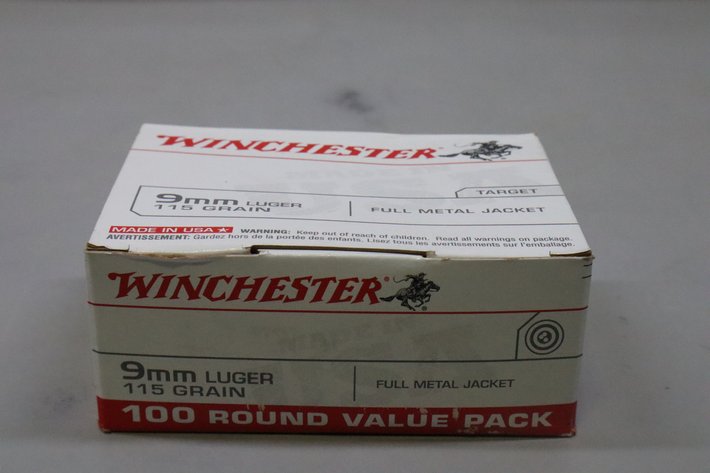 WINCHESTER
TARGET
9mm LUGER
115 GRAIN
FULL METAL JACKET
MADE IN USA
WARNING: Keep out of reach of children. Read all warnings on package.
AVERTISSEMENT: Gardez hors de la portée des enfants. Lisez tous les avertissements sur l'emballage.
WINCHESTER
9mm LUGER
115 GRAIN
FULL METAL JACKET
100 ROUND VALUE PACK